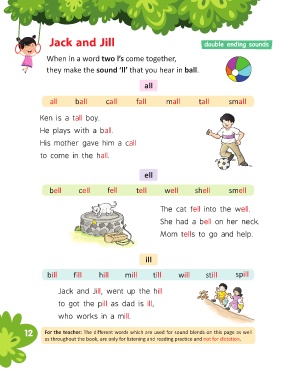 Jack and Jill
double ending sounds
When in a word two l's come together,
they make the sound 'll' that you hear in ball.
all
all ball call fall mall tall small
Ken is a tall boy.
He plays with a ball.
His mother gave him a call
to come in the hall.
ell
bell cell fell tell well shell smell
The cat fell into the well.
She had a bell on her neck.
Mom tells to go and help.
ill
bill fill hill mill till will still spill
Jack and Jill, went up the hill
to got the pill as dad is ill,
who works in a mill.
12
For the teacher: The different words which are used for sound blends on this page as well
as throughout the book, are only for listening and reading practice and not for dictation.